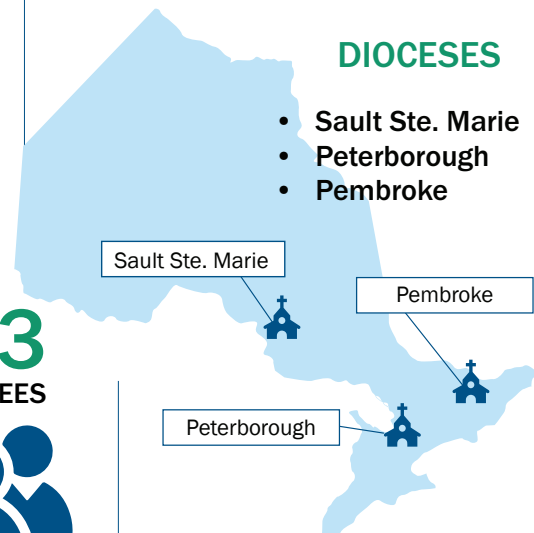 DIOCESES
• Sault Ste. Marie
• Peterborough
• Pembroke
Sault Ste. Marie
Pembroke
3
EES
Peterborough